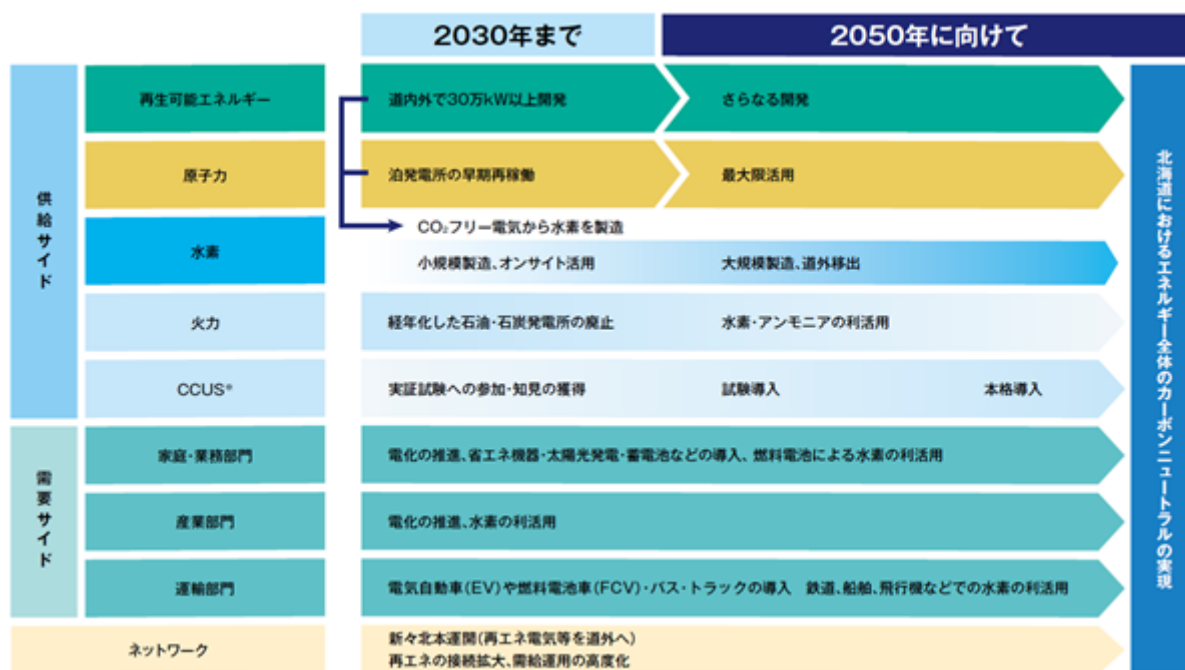 2030年まで
2050年に向けて
供給サイド
再生可能エネルギー
道内外で30万kW以上開発
さらなる開発
原子力
泊発電所の早期再稼働
最大限活用
水素
CO₂フリー電気から水素を製造
小規模製造、オンサイト活用
大規模製造、道外移出
火力
経年化した石油・石炭発電所の廃止
水素・アンモニアの利活用
CCUS※
実証試験への参加・知見の獲得
試験導入
本格導入
需要サイド
家庭・業務部門
電化の推進、省エネ機器・太陽光発電・蓄電池などの導入、燃料電池による水素の利活用
産業部門
電化の推進、水素の利活用
運輸部門
電気自動車(EV)や燃料電池車(FCV)・バス・トラックの導入 鉄道、船舶、飛行機などでの水素の利活用
ネットワーク
新々北本運開(再エネ電気等を道外へ)
再エネの接続拡大、需給運用の高度化
北海道におけるエネルギー全体のカーボンニュートラルの実現